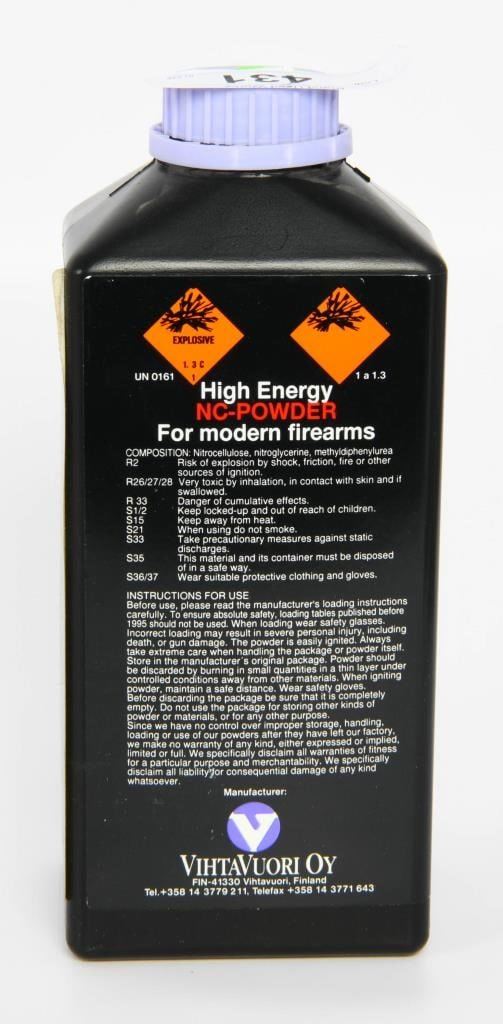 431
EXPLOSIVE
1. 3 C
1
UN 0161
1 a 1.3
High Energy
NC-POWDER
For modern firearms
COMPOSITION: Nitrocellulose, nitroglycerine, methyldiphenylurea
R2 Risk of explosion by shock, friction, fire or other
sources of ignition.
R26/27/28 Very toxic by inhalation, in contact with skin and if
swallowed.
R 33 Danger of cumulative effects.
S1/2 Keep locked-up and out of reach of children.
S15 Keep away from heat.
S21 When using do not smoke.
S33 Take precautionary measures against static
discharges.
S35 This material and its container must be disposed
of in a safe way.
S36/37 Wear suitable protective clothing and gloves.
INSTRUCTIONS FOR USE
Before use, please read the manufacturer's loading instructions
carefully. To ensure absolute safety, loading tables published before
1995 should not be used. When loading wear safety glasses.
Incorrect loading may result in severe personal injury, including
death, or gun damage. The powder is easily ignited. Always
take extreme care when handling the package or powder itself.
Store in the manufacturer's original package. Powder should
be discarded by burning in small quantities in a thin layer under
controlled conditions away from other materials. When igniting
powder, maintain a safe distance. Wear safety gloves.
Before discarding the package be sure that it is completely
empty. Do not use the package for storing other kinds of
powder or materials, or for any other purpose.
Since we have no control over improper storage, handling,
loading or use of our powders after they have left our factory,
we make no warranty of any kind, either expressed or implied,
limited or full. We specifically disclaim all warranties of fitness
for a particular purpose and merchantability. We specifically
disclaim all liability for consequential damage of any kind
whatsoever.
Manufacturer:
V
VIHTAVUORI OY
FIN-41330 Vihtavuori, Finland
Tel.+358 14 3779 211, Telefax +358 14 3771 643